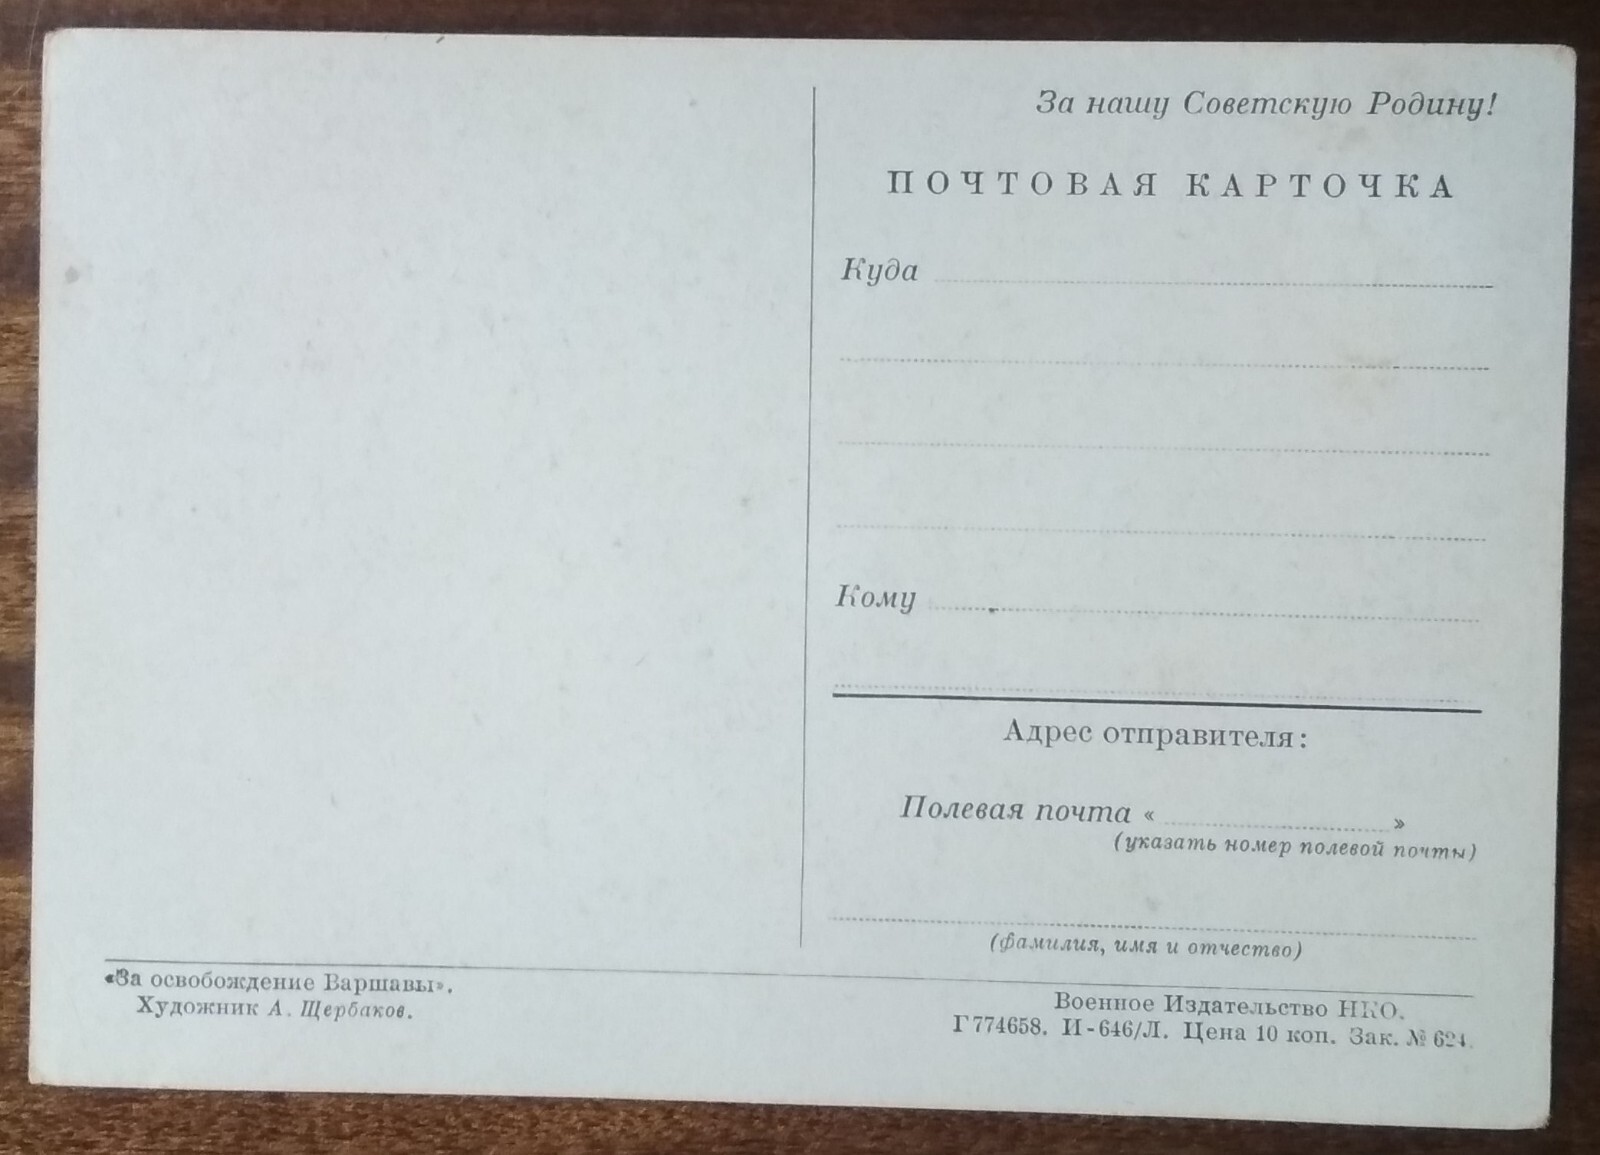 За нашу Советскую Родину!
ПОЧТОВАЯ КАРТОЧКА
Куда
Кому
Адрес отправителя:
Полевая почта « »
(указать номер полевой почты)
(фамилия, имя и отчество)
«За освобождение Варшавы».
Художник А. Щербаков.
Военное Издательство НКО.
Г774658. И-646/Л. Цена 10 коп. Зак. № 624.